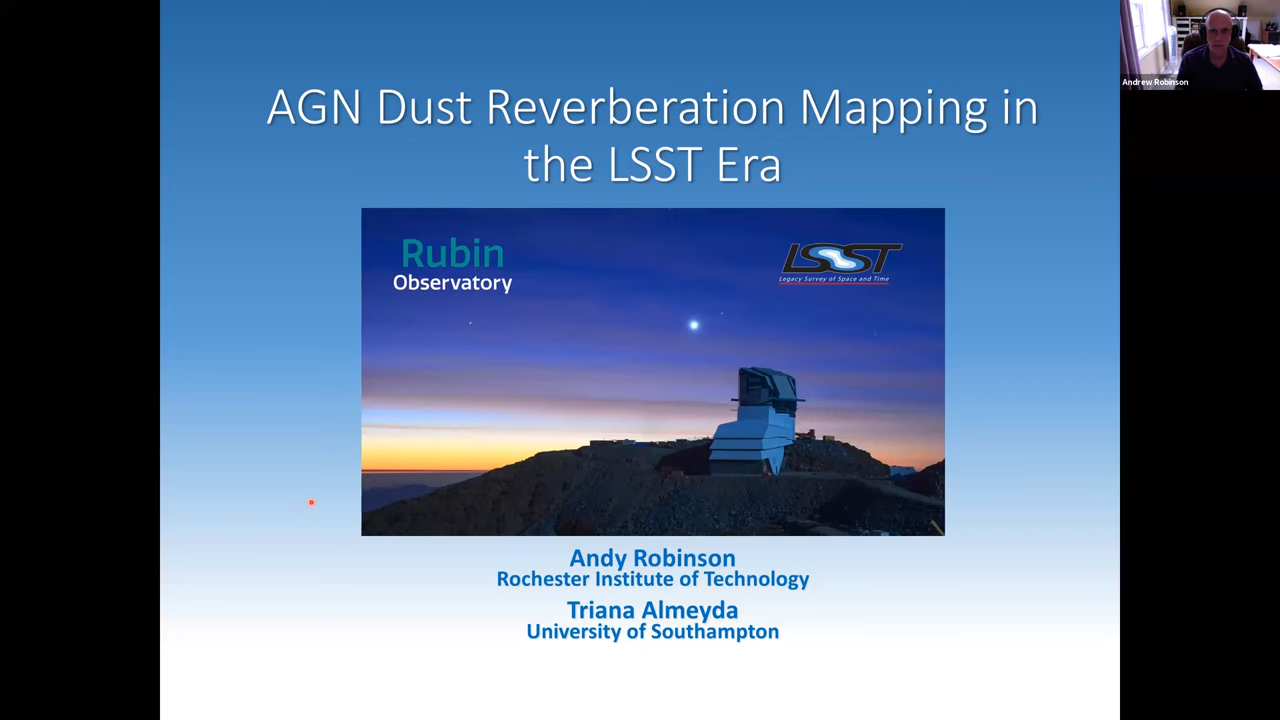 AGN Dust Reverberation Mapping in
the LSST Era
Rubin
Observatory
LSST
Legacy Survey of Space and Time
Andy Robinson
Rochester Institute of Technology
Triana Almeyda
University of Southampton
Andrew Robinson